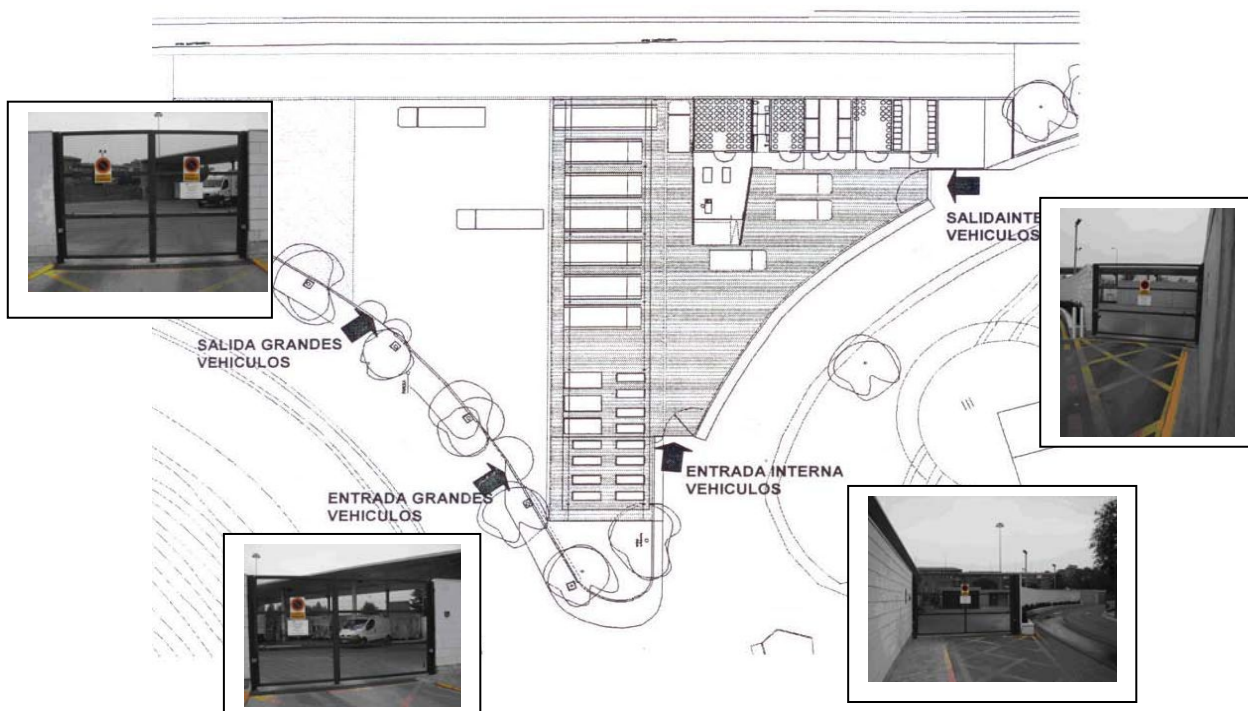 SALIDAINTE
VEHICULOS
SALIDA GRANDES
VEHICULOS
ENTRADA INTERNA
VEHICULOS
ENTRADA GRANDES
VEHICULOS